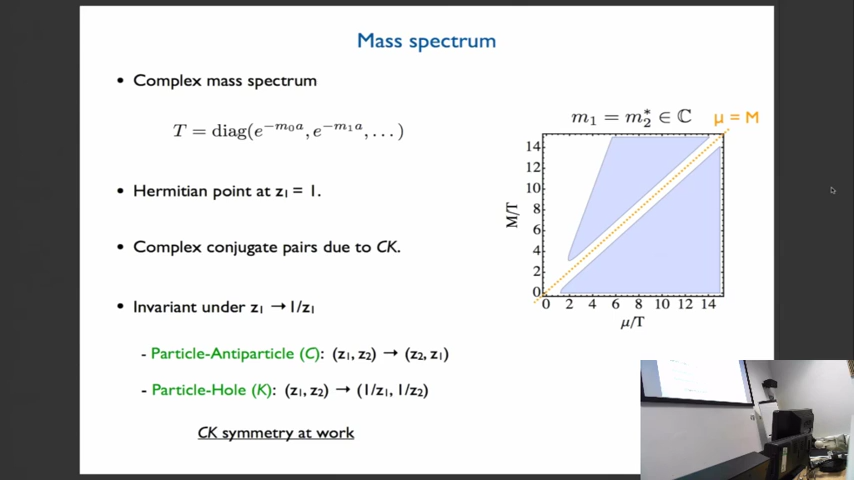 Mass spectrum
• Complex mass spectrum
T = diag(e^{-m_0 a}, e^{-m_1 a}, . . . )
• Hermitian point at z₁ = 1.
• Complex conjugate pairs due to CK.
• Invariant under z₁ → 1/z₁
- Particle-Antiparticle (C): (z₁, z₂) → (z₂, z₁)
- Particle-Hole (K): (z₁, z₂) → (1/z₁, 1/z₂)
CK symmetry at work
m₁ = m₂* ∈ ℂ
μ = M
14
12
10
8
6
4
2
0
M/T
0 2 4 6 8 10 12 14
μ/T